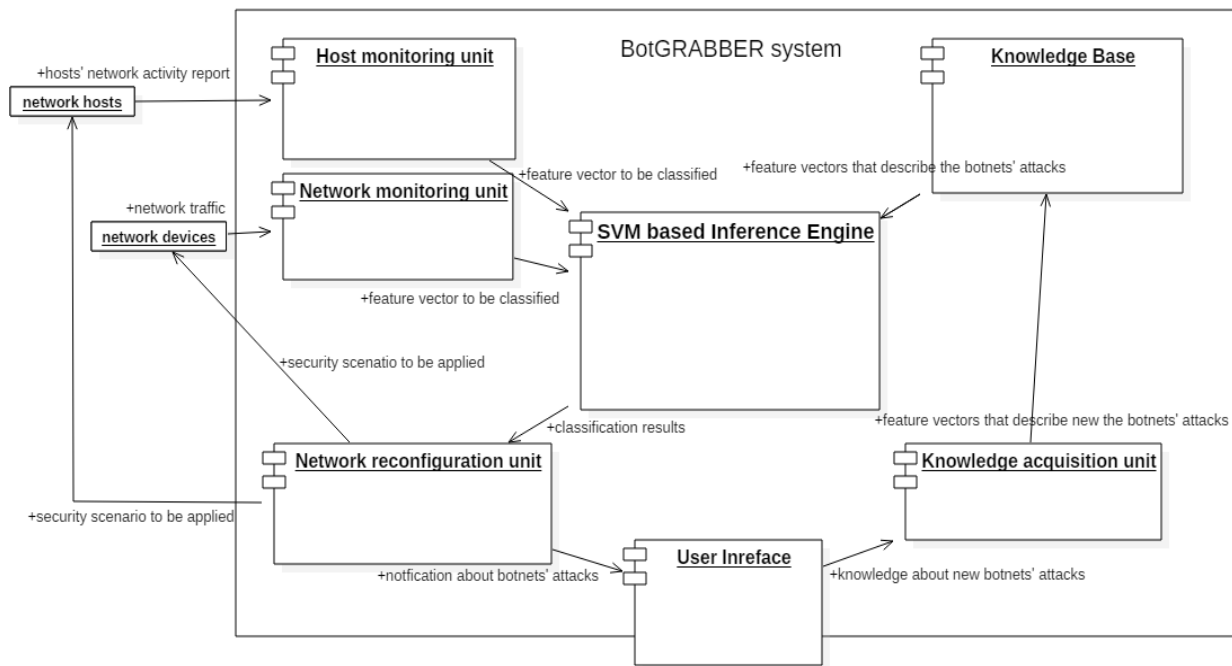 BotGRABBER system
Host monitoring unit
Knowledge Base
+hosts' network activity report
network hosts
+feature vector to be classified
+feature vectors that describe the botnets' attacks
Network monitoring unit
+network traffic
network devices
SVM based Inference Engine
+feature vector to be classified
+security scenatio to be applied
+classification results
+feature vectors that describe new the botnets' attacks
Network reconfiguration unit
Knowledge acquisition unit
+security scenario to be applied
User Inreface
+notfication about botnets' attacks
+knowledge about new botnets' attacks